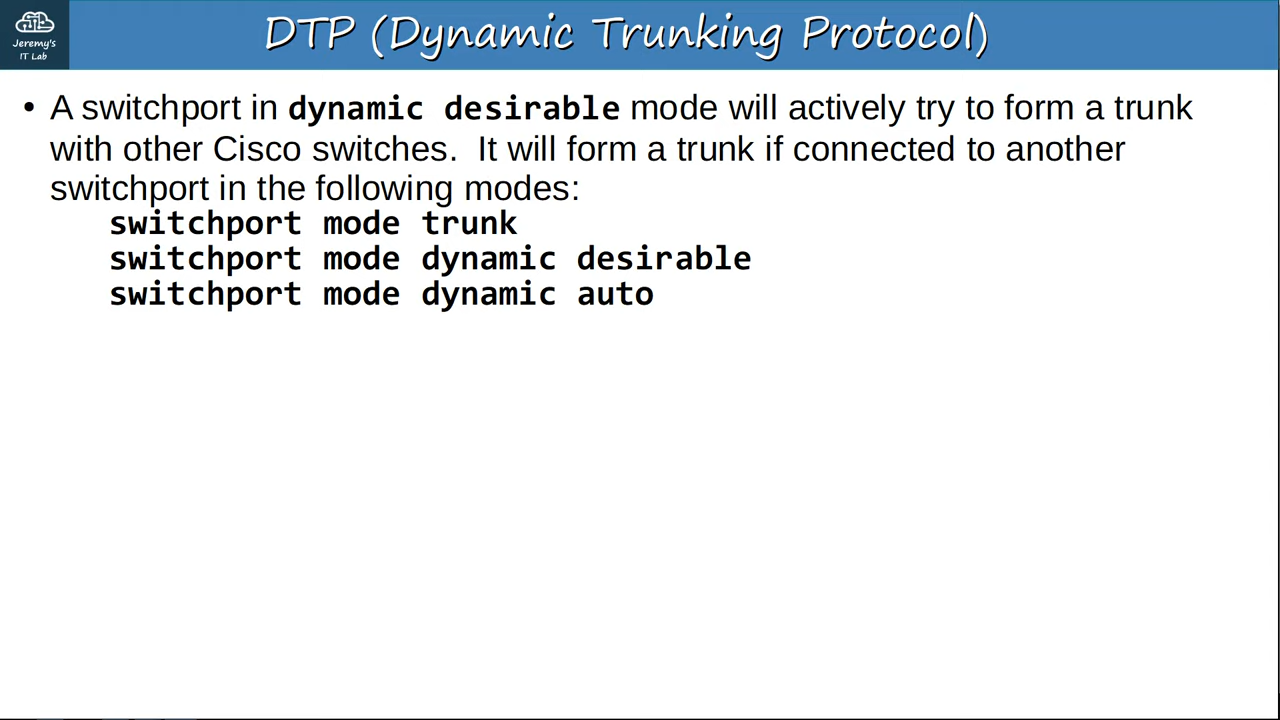 Jeremy's
IT Lab
DTP (Dynamic Trunking Protocol)
• A switchport in dynamic desirable mode will actively try to form a trunk
with other Cisco switches.  It will form a trunk if connected to another
switchport in the following modes:
switchport mode trunk
switchport mode dynamic desirable
switchport mode dynamic auto